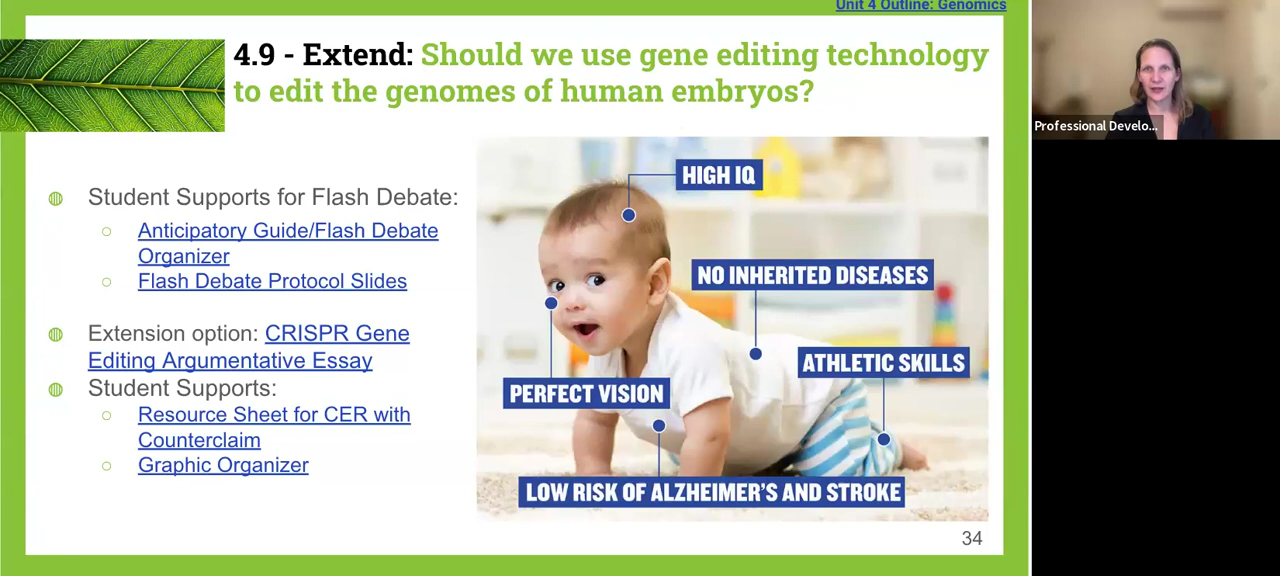 Unit 4 Outline: Genomics
4.9 - Extend: Should we use gene editing technology
to edit the genomes of human embryos?
Student Supports for Flash Debate:
Anticipatory Guide/Flash Debate
Organizer
Flash Debate Protocol Slides
Extension option: CRISPR Gene
Editing Argumentative Essay
Student Supports:
Resource Sheet for CER with
Counterclaim
Graphic Organizer
HIGH IQ
NO INHERITED DISEASES
ATHLETIC SKILLS
PERFECT VISION
LOW RISK OF ALZHEIMER'S AND STROKE
34
Professional Develo...